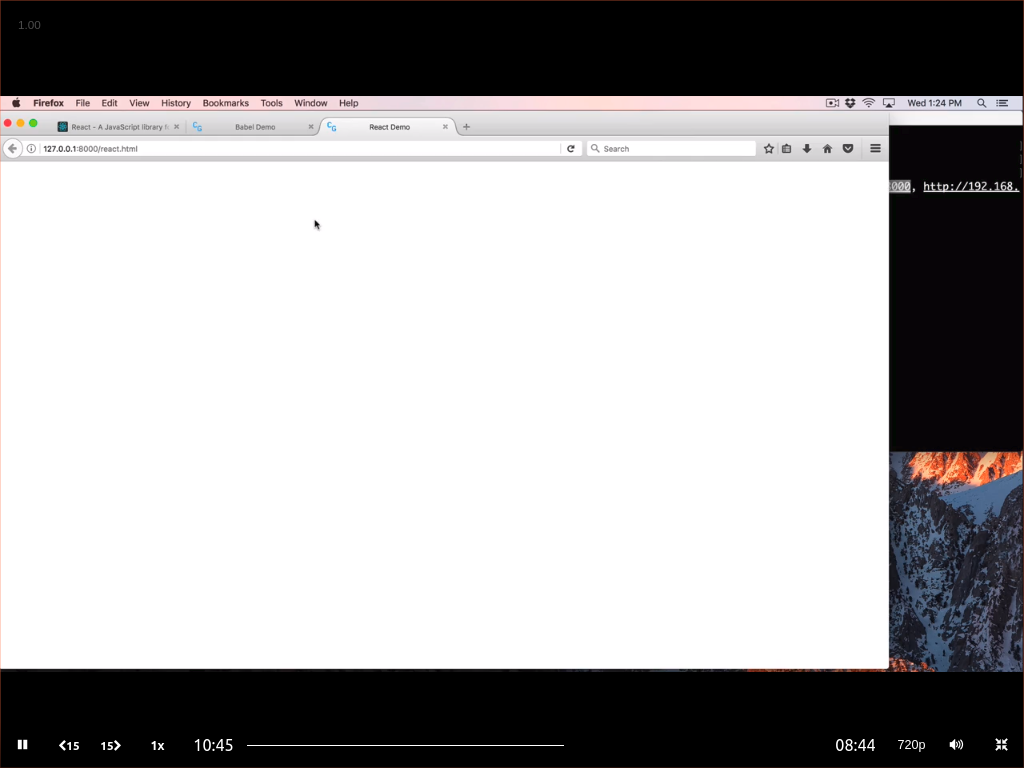 1.00
Firefox File Edit View History Bookmarks Tools Window Help Wed 1:24 PM
React - A JavaScript library f Babel Demo React Demo
127.0.0.1:8000/react.html Search
000, http://192.168.
15 15 1x 10:45 08:44 720p